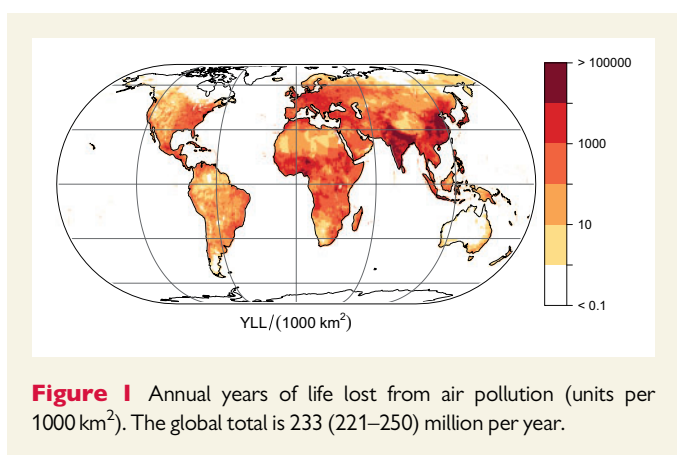 > 100000
1000
10
< 0.1
YLL/(1000 km²)
Figure 1 Annual years of life lost from air pollution (units per
1000 km²). The global total is 233 (221–250) million per year.